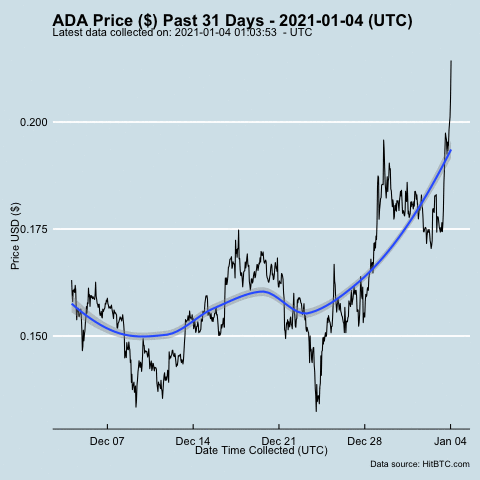 ADA Price ($) Past 31 Days - 2021-01-04 (UTC)
Latest data collected on: 2021-01-04 01:03:53  - UTC
Price USD ($)
0.200
0.175
0.150
Dec 07
Dec 14
Dec 21
Dec 28
Jan 04
Date Time Collected (UTC)
Data source: HitBTC.com